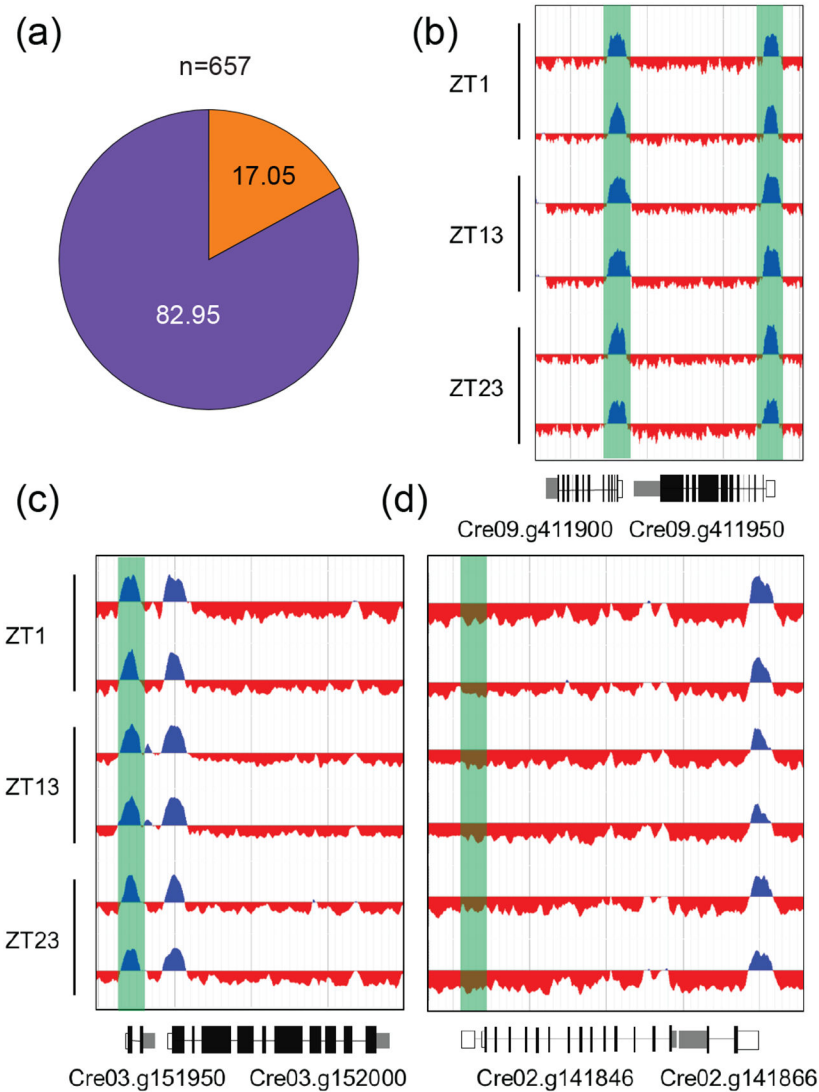 (a)
n=657
17.05
82.95
(b)
ZT1
ZT13
ZT23
Cre09.g411900 Cre09.g411950
(c)
ZT1
ZT13
ZT23
Cre03.g151950 Cre03.g152000
(d)
Cre02.g141846 Cre02.g141866